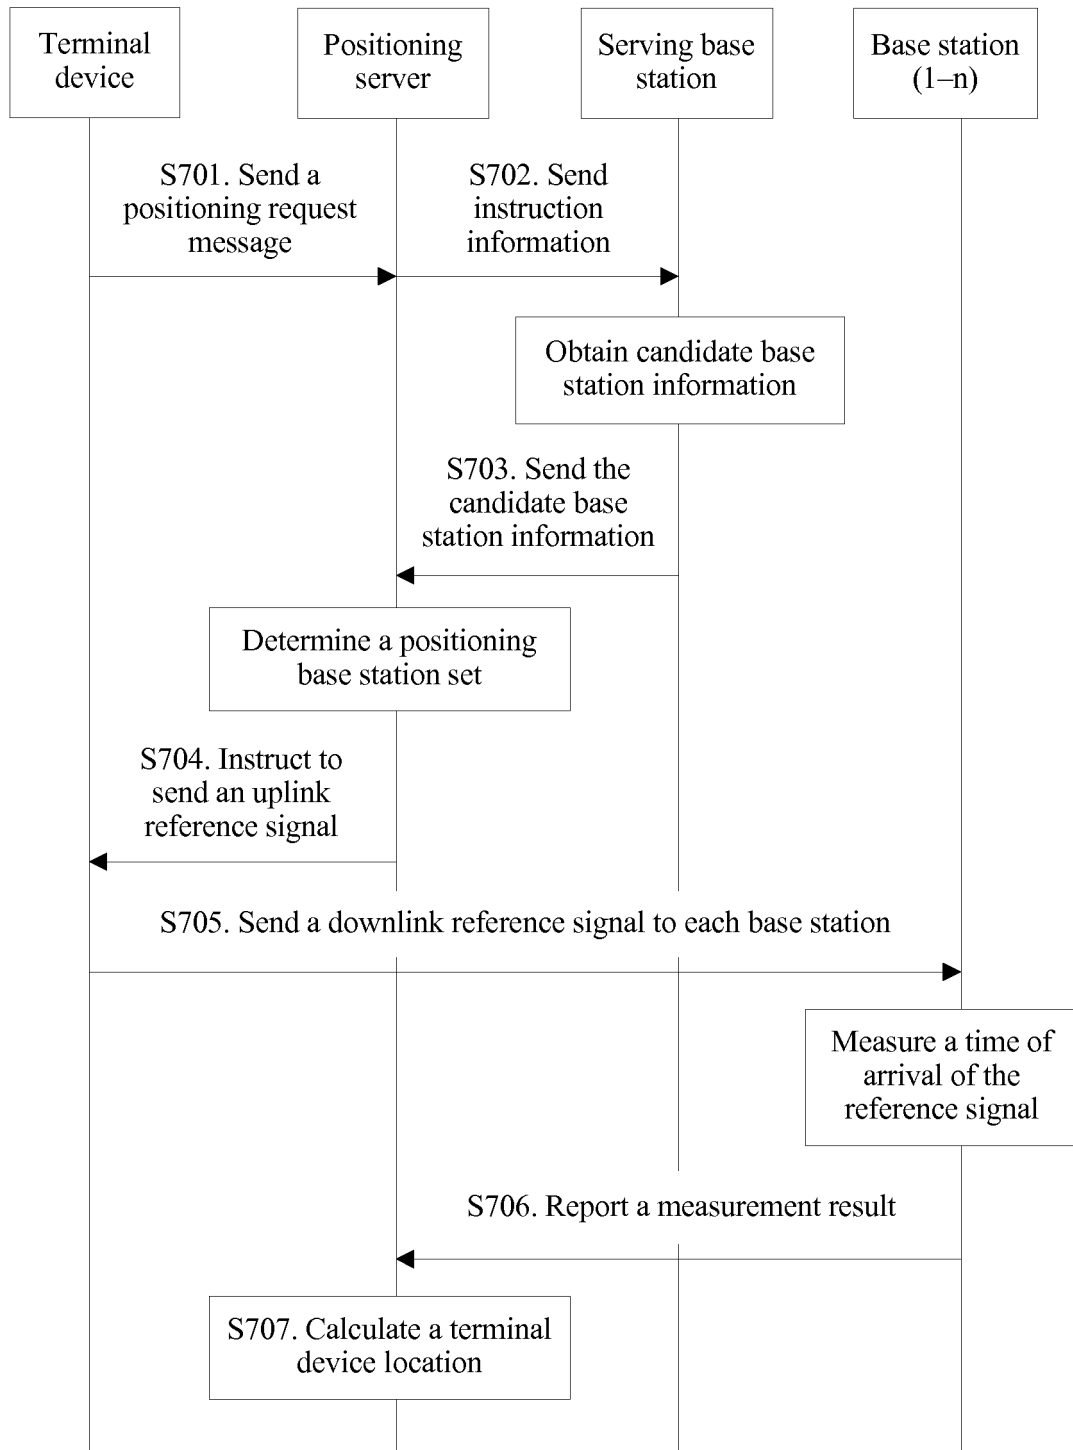 Terminal
device
Positioning
server
Serving base
station
Base station
(1–n)
S701. Send a
positioning request
message
S702. Send
instruction
information
Obtain candidate base
station information
S703. Send the
candidate base
station information
Determine a positioning
base station set
S704. Instruct to
send an uplink
reference signal
S705. Send a downlink reference signal to each base station
Measure a time of
arrival of the
reference signal
S706. Report a measurement result
S707. Calculate a terminal
device location